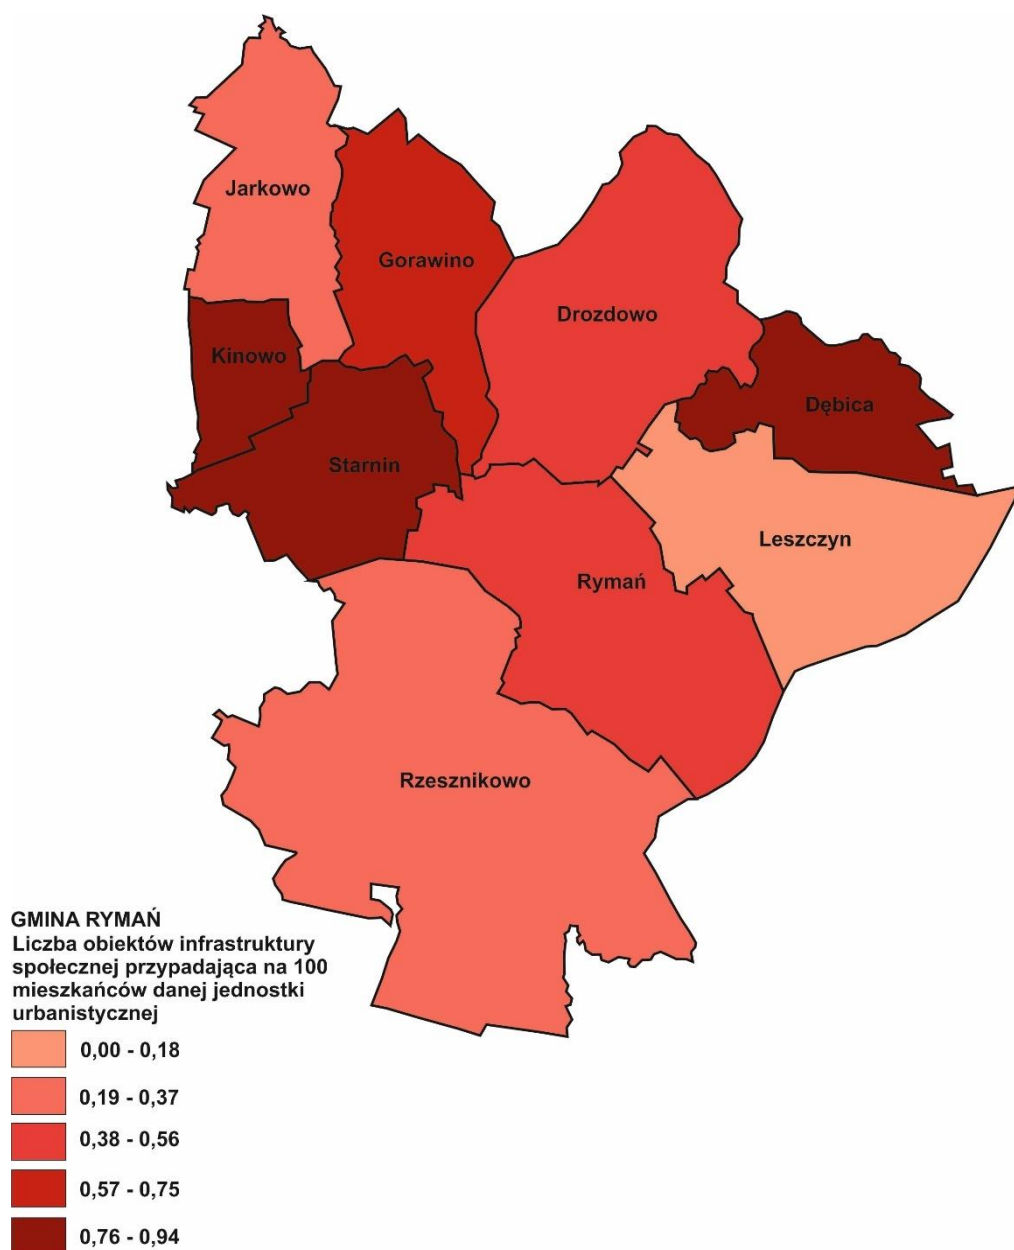 Jarkowo
Gorawino
Drozdowo
Kinowo
Dębica
Starnin
Leszczyn
Rymań
Rzesznikowo
GMINA RYMAŃ
Liczba obiektów infrastruktury
społecznej przypadająca na 100
mieszkańców danej jednostki
urbanistycznej
0,00 - 0,18
0,19 - 0,37
0,38 - 0,56
0,57 - 0,75
0,76 - 0,94